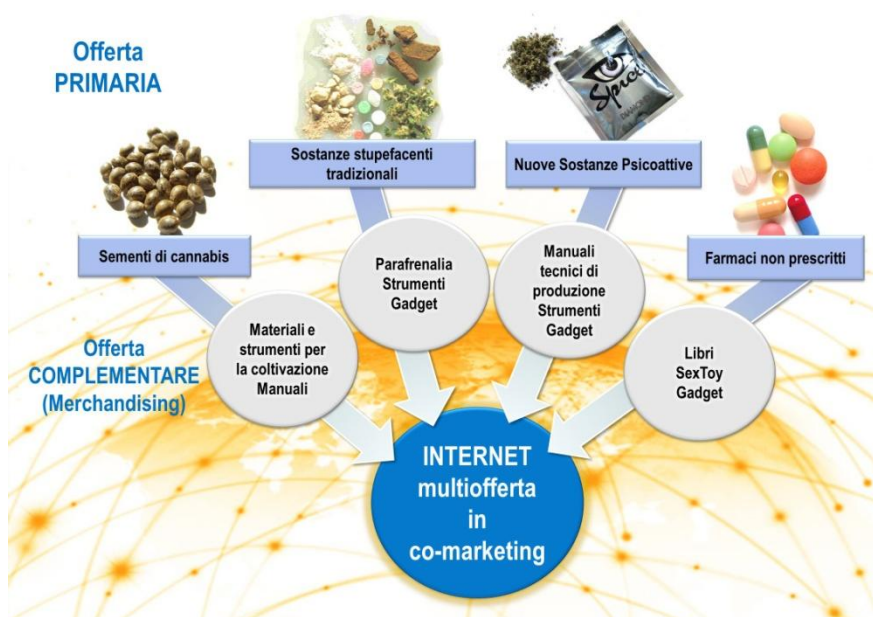 Offerta
PRIMARIA
Spice
DIAMOND
Sostanze stupefacenti
tradizionali
Nuove Sostanze Psicoattive
Sementi di cannabis
Farmaci non prescritti
Parafrenalia
Strumenti
Gadget
Manuali
tecnici di
produzione
Strumenti
Gadget
Materiali e
strumenti per
la coltivazione
Manuali
Libri
SexToy
Gadget
Offerta
COMPLEMENTARE
(Merchandising)
INTERNET
multiofferta
in
co-marketing